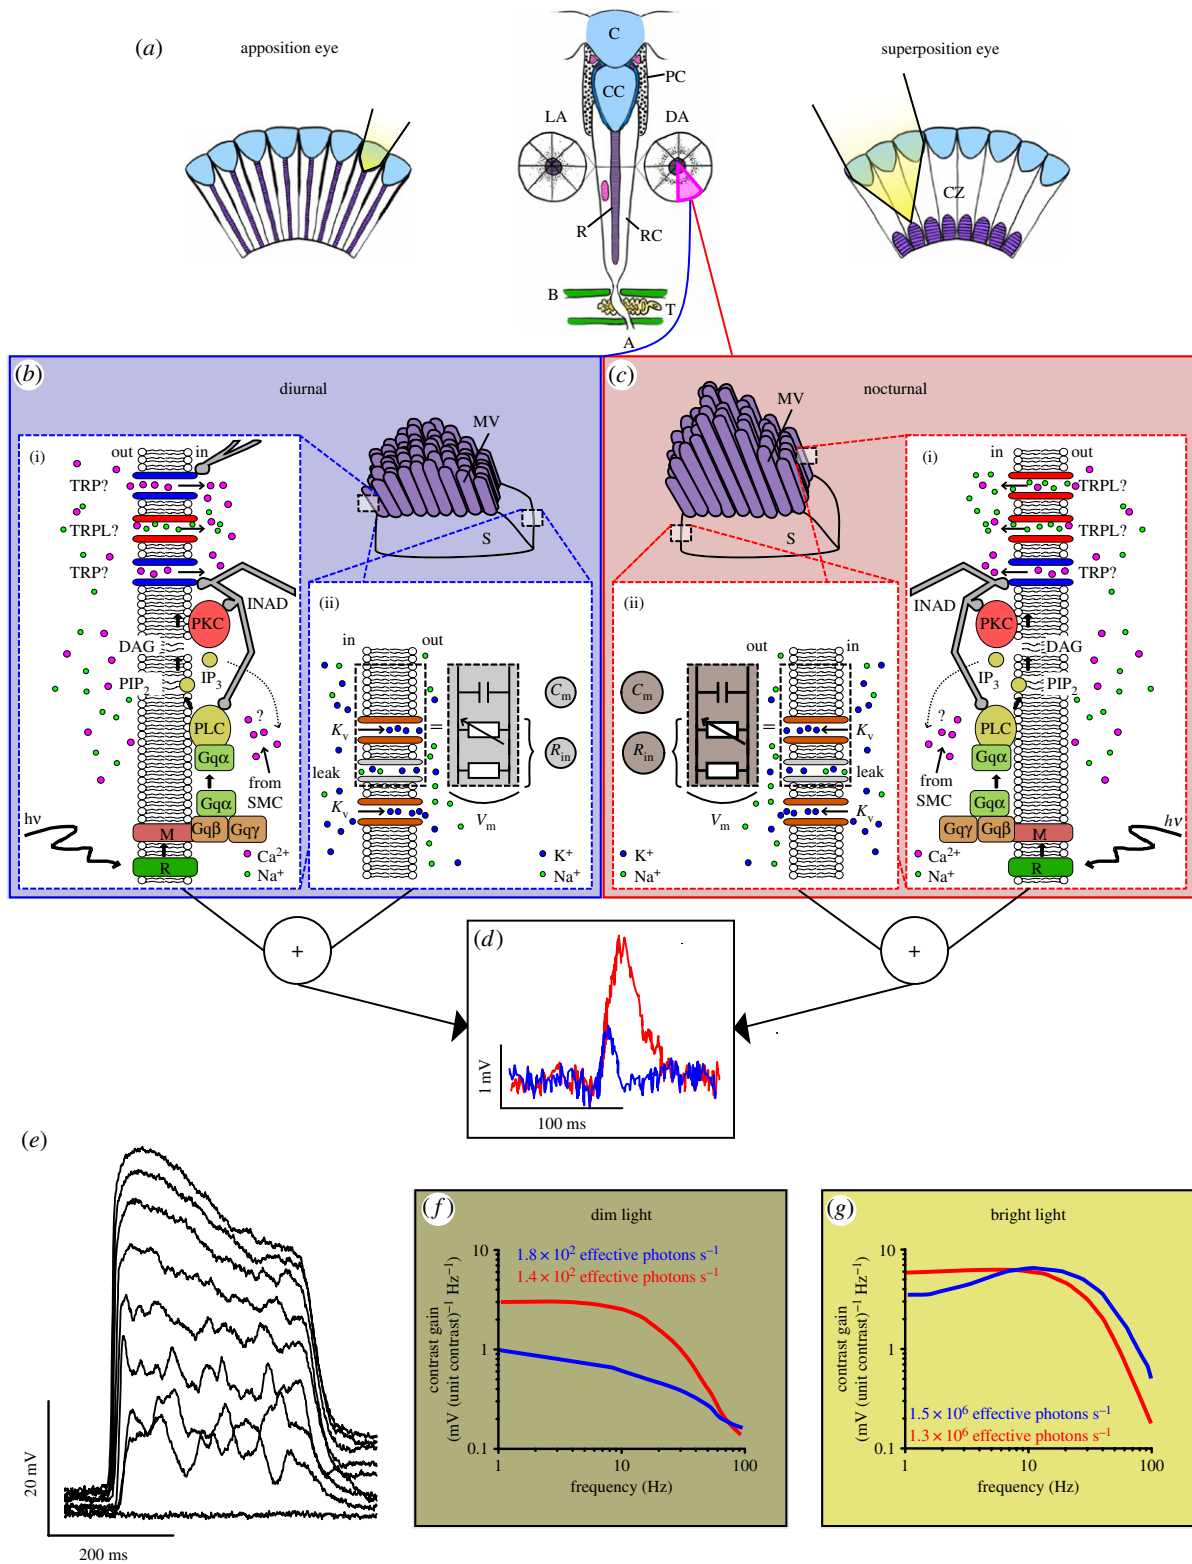 (a)
apposition eye
C
superposition eye
PC
CC
LA
DA
CZ
R
RC
B
T
A
(b)
diurnal
MV
S
(i)
out
in
TRP?
TRPL?
TRP?
INAD
PKC
DAG
IP3
PIP2
?
PLC
Gqα
from
SMC
Gqα
hν
M
Gqβ
Gqγ
R
Ca2+
Na+
(ii)
in
out
Cm
Kv
=
Rin
leak
Kv
Vm
K+
Na+
(c)
nocturnal
MV
S
(i)
in
out
TRPL?
TRPL?
TRP?
INAD
PKC
DAG
IP3
PIP2
?
PLC
Gqα
from
SMC
Gqα
hν
Gqγ
Gqβ
M
R
Ca2+
Na+
(ii)
out
in
Cm
=
Kv
Rin
leak
Kv
Vm
K+
Na+
+
+
(d)
1 mV
100 ms
(e)
20 mV
200 ms
(f)
dim light
1.8 × 10² effective photons s⁻¹
1.4 × 10² effective photons s⁻¹
contrast gain
(mV (unit contrast)⁻¹ Hz⁻¹)
10
1
0.1
1
10
100
frequency (Hz)
(g)
bright light
contrast gain
(mV (unit contrast)⁻¹ Hz⁻¹)
10
1
0.1
1.5 × 10⁶ effective photons s⁻¹
1.3 × 10⁶ effective photons s⁻¹
1
10
100
frequency (Hz)